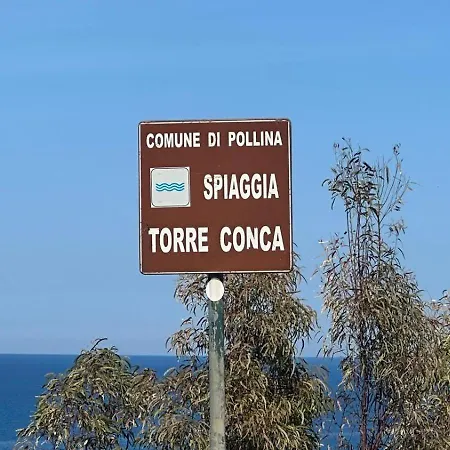 COMUNE DI POLLINA
SPIAGGIA
TORRE CONCA